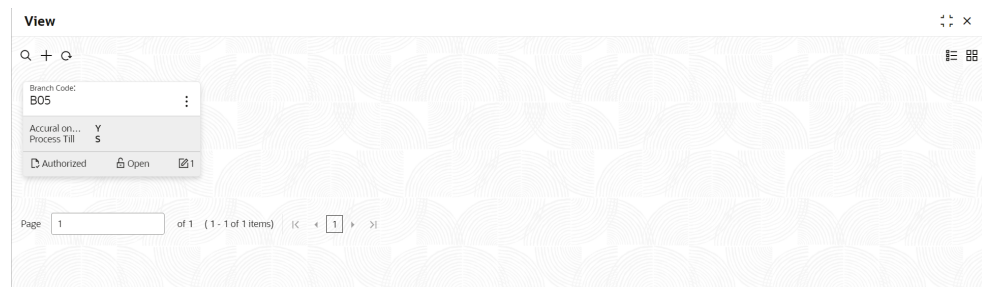 View
Branch Code:
B05
Accural on... Y
Process Till S
Authorized Open 1
Page 1 of 1 (1 - 1 of 1 items) 1